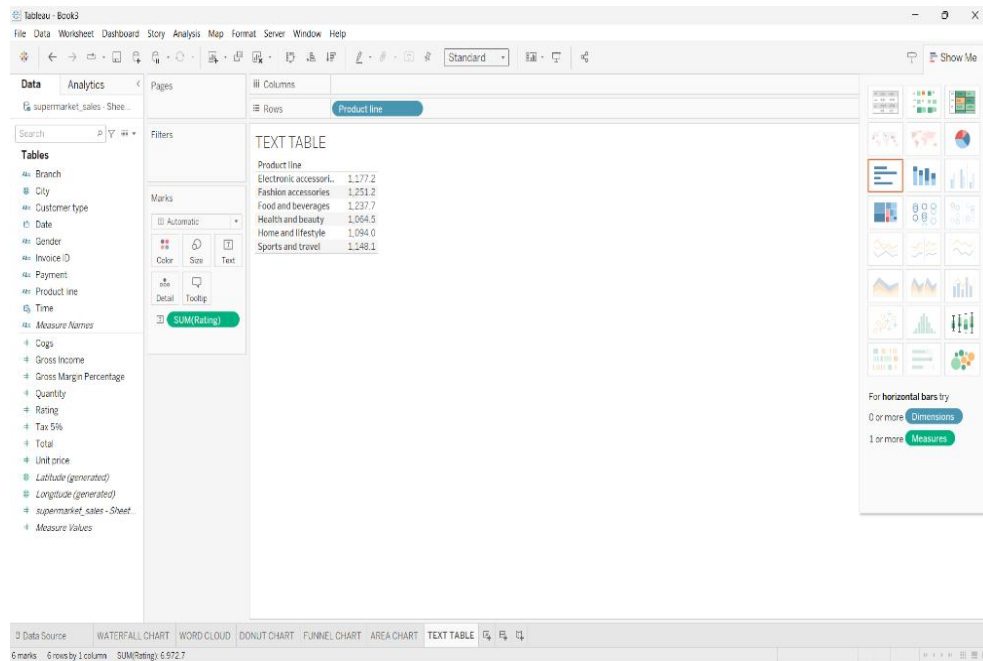 Tableau - Book3
File Data Worksheet Dashboard Story Analysis Map Format Server Window Help
Standard
Show Me
Data Analytics
supermarket_sales - Shee...
Search
Tables
Abc Branch
City
Abc Customer type
Date
Abc Gender
Abc Invoice ID
Abc Payment
Abc Product line
Time
Abc Measure Names
Cogs
Gross Income
Gross Margin Percentage
Quantity
Rating
Tax 5%
Total
Unit price
Latitude (generated)
Longitude (generated)
supermarket_sales - Sheet...
Measure Values
Pages
Filters
Marks
Automatic
Color Size Text
Detail Tooltip
SUM(Rating)
Columns
Rows Product line
TEXT TABLE
Product line
Electronic accessori.. 1,177.2
Fashion accessories 1,251.2
Food and beverages 1,237.7
Health and beauty 1,064.5
Home and lifestyle 1,094.0
Sports and travel 1,148.1
For horizontal bars try
0 or more Dimensions
1 or more Measures
Data Source WATERFALL CHART WORD CLOUD DONUT CHART FUNNEL CHART AREA CHART TEXT TABLE
6 marks 6 rows by 1 column SUM(Rating): 6,972.7